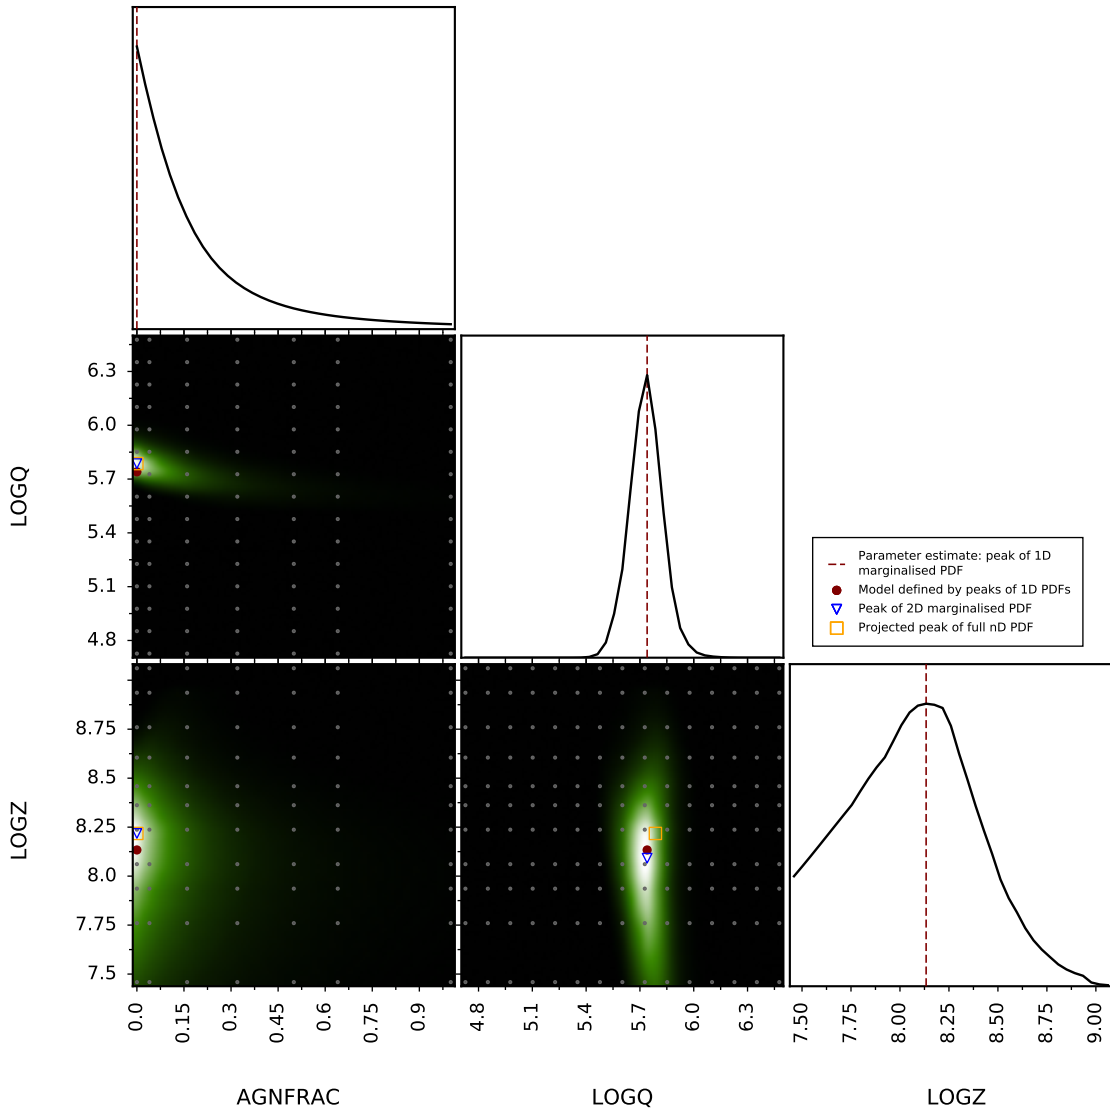 6.3
6.0
5.7
5.4
5.1
4.8
LOGQ
Parameter estimate: peak of 1D
marginalised PDF
Model defined by peaks of 1D PDFs
Peak of 2D marginalised PDF
Projected peak of full nD PDF
8.75
8.5
8.25
8.0
7.75
7.5
LOGZ
0.0 0.15 0.3 0.45 0.6 0.75 0.9
4.8 5.1 5.4 5.7 6.0 6.3
7.50 7.75 8.00 8.25 8.50 8.75 9.00
AGNFRAC
LOGQ
LOGZ